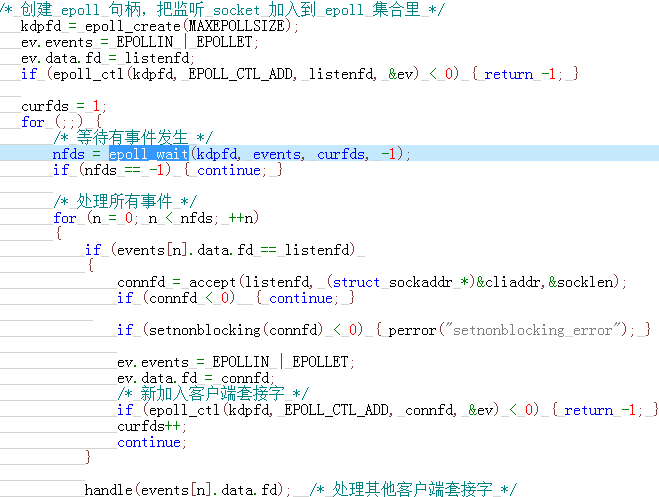 /* 创建 epoll 句柄，把监听 socket 加入到 epoll 集合里 */
kdpfd = epoll_create(MAXEPOLLSIZE);
ev.events = EPOLLIN | EPOLLET;
ev.data.fd = listenfd;
if (epoll_ctl(kdpfd, EPOLL_CTL_ADD, listenfd, &ev) < 0) { return -1; }
curfds = 1;
for (;;) {
/* 等待有事件发生 */
nfds = epoll_wait(kdpfd, events, curfds, -1);
if (nfds == -1) { continue; }
/* 处理所有事件 */
for (n = 0; n < nfds; ++n)
{
if (events[n].data.fd == listenfd)
{
connfd = accept(listenfd, (struct sockaddr *)&cliaddr,&socklen);
if (connfd < 0) { continue; }
if (setnonblocking(connfd) < 0) { perror("setnonblocking error"); }
ev.events = EPOLLIN | EPOLLET;
ev.data.fd = connfd;
/* 新加入客户端套接字 */
if (epoll_ctl(kdpfd, EPOLL_CTL_ADD, connfd, &ev) < 0) { return -1; }
curfds++;
continue;
}
handle(events[n].data.fd); /* 处理其他客户端套接字 */